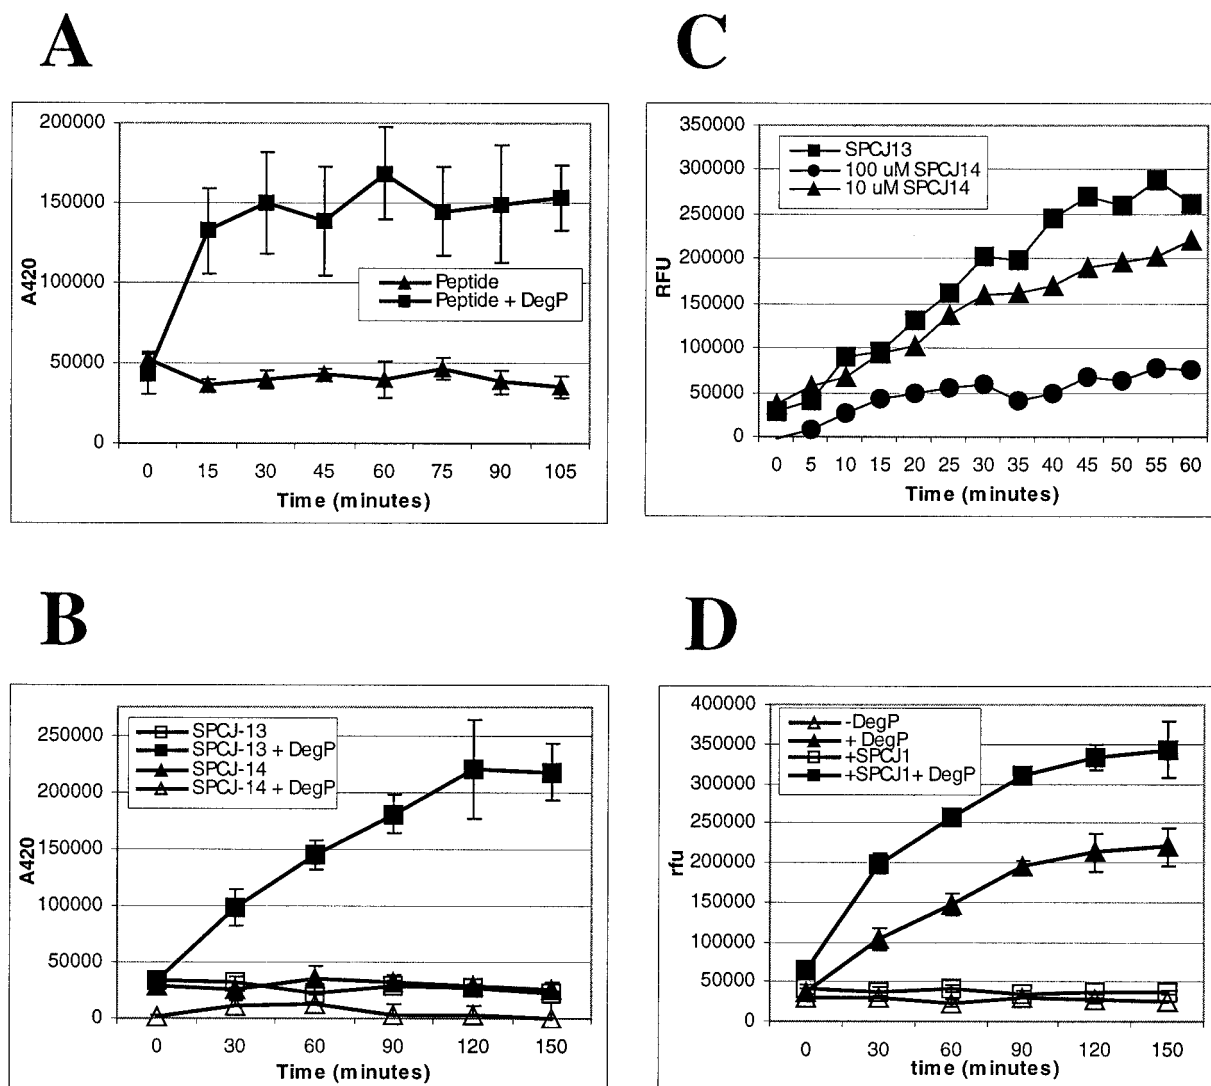 A
200000
150000
100000
50000
0
A420
Peptide
Peptide + DegP
0 15 30 45 60 75 90 105
Time (minutes)
C
350000
300000
250000
200000
150000
100000
50000
0
RFU
SPCJ13
100 uM SPCJ14
10 uM SPCJ14
0 5 10 15 20 25 30 35 40 45 50 55 60
Time (minutes)
B
250000
200000
150000
100000
50000
0
A420
SPCJ-13
SPCJ-13 + DegP
SPCJ-14
SPCJ-14 + DegP
0 30 60 90 120 150
Time (minutes)
D
400000
350000
300000
250000
200000
150000
100000
50000
0
rfu
-DegP
+ DegP
+SPCJ1
+SPCJ1+ DegP
0 30 60 90 120 150
time (minutes)